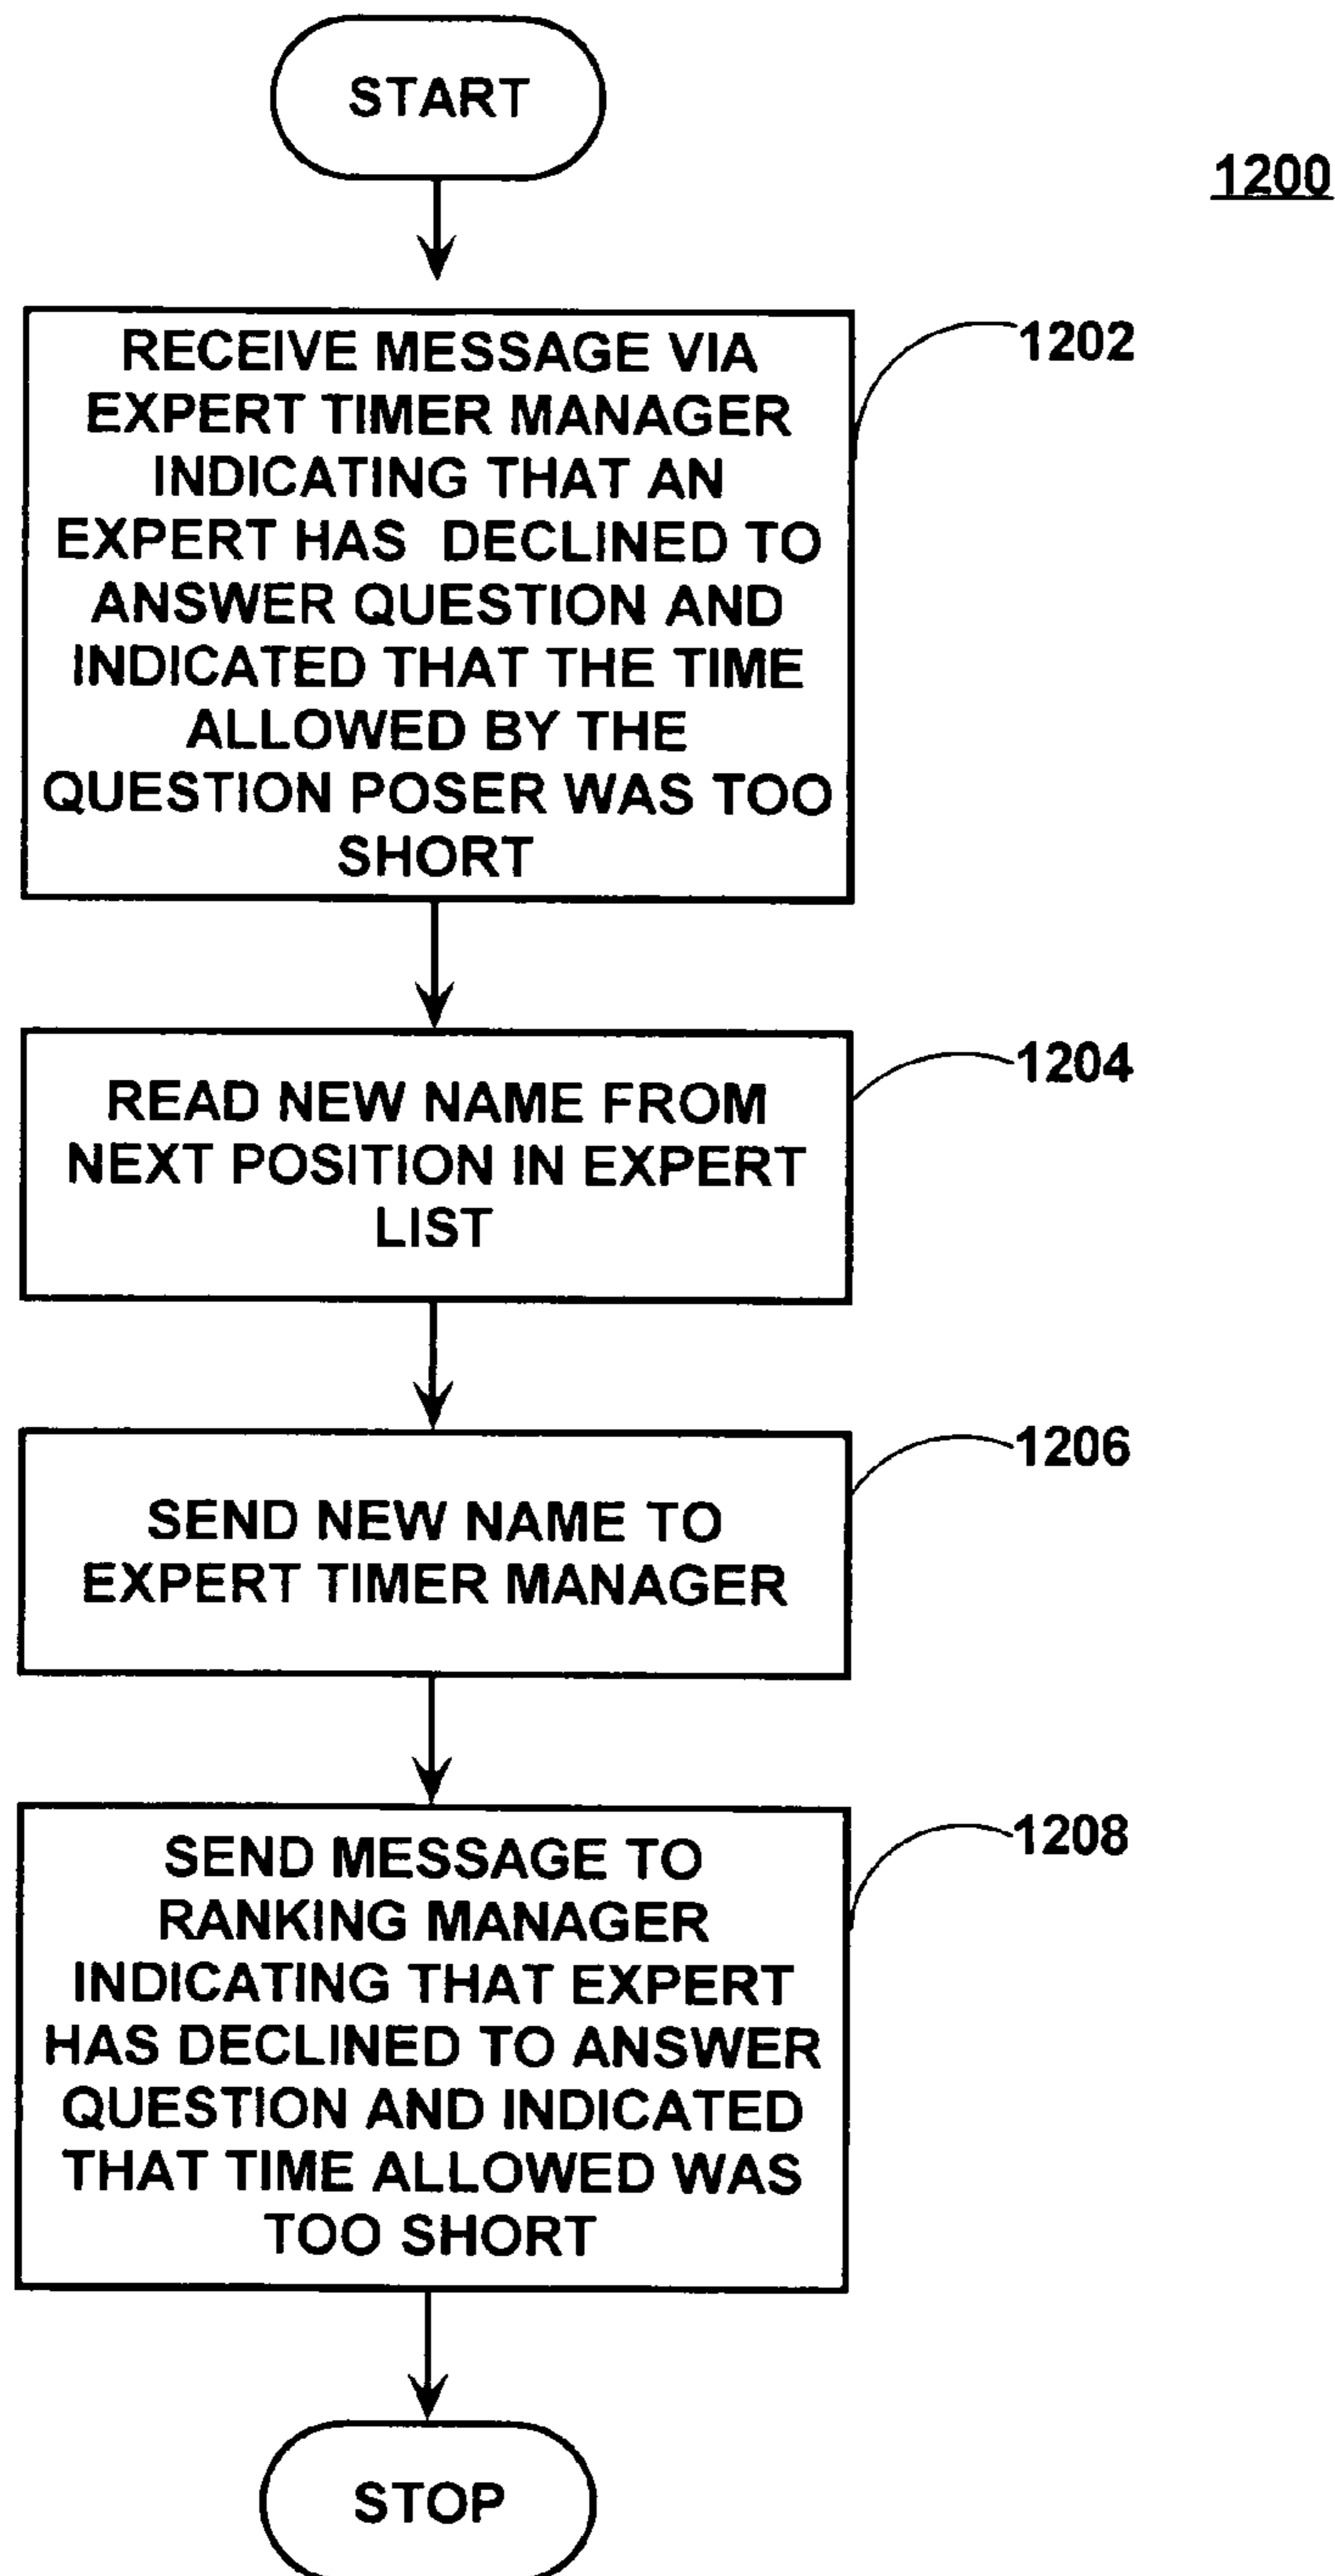 START
1200
RECEIVE MESSAGE VIA
EXPERT TIMER MANAGER
INDICATING THAT AN
EXPERT HAS DECLINED TO
ANSWER QUESTION AND
INDICATED THAT THE TIME
ALLOWED BY THE
QUESTION POSER WAS TOO
SHORT
1202
READ NEW NAME FROM
NEXT POSITION IN EXPERT
LIST
1204
SEND NEW NAME TO
EXPERT TIMER MANAGER
1206
SEND MESSAGE TO
RANKING MANAGER
INDICATING THAT EXPERT
HAS DECLINED TO ANSWER
QUESTION AND INDICATED
THAT TIME ALLOWED WAS
TOO SHORT
1208
STOP